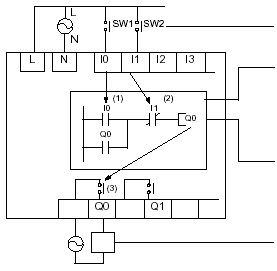 L
SW1 SW2
N
L N I0 I1 I2 I3
(1) (2)
I0 I1
Q0
Q0
(3)
Q0 Q1